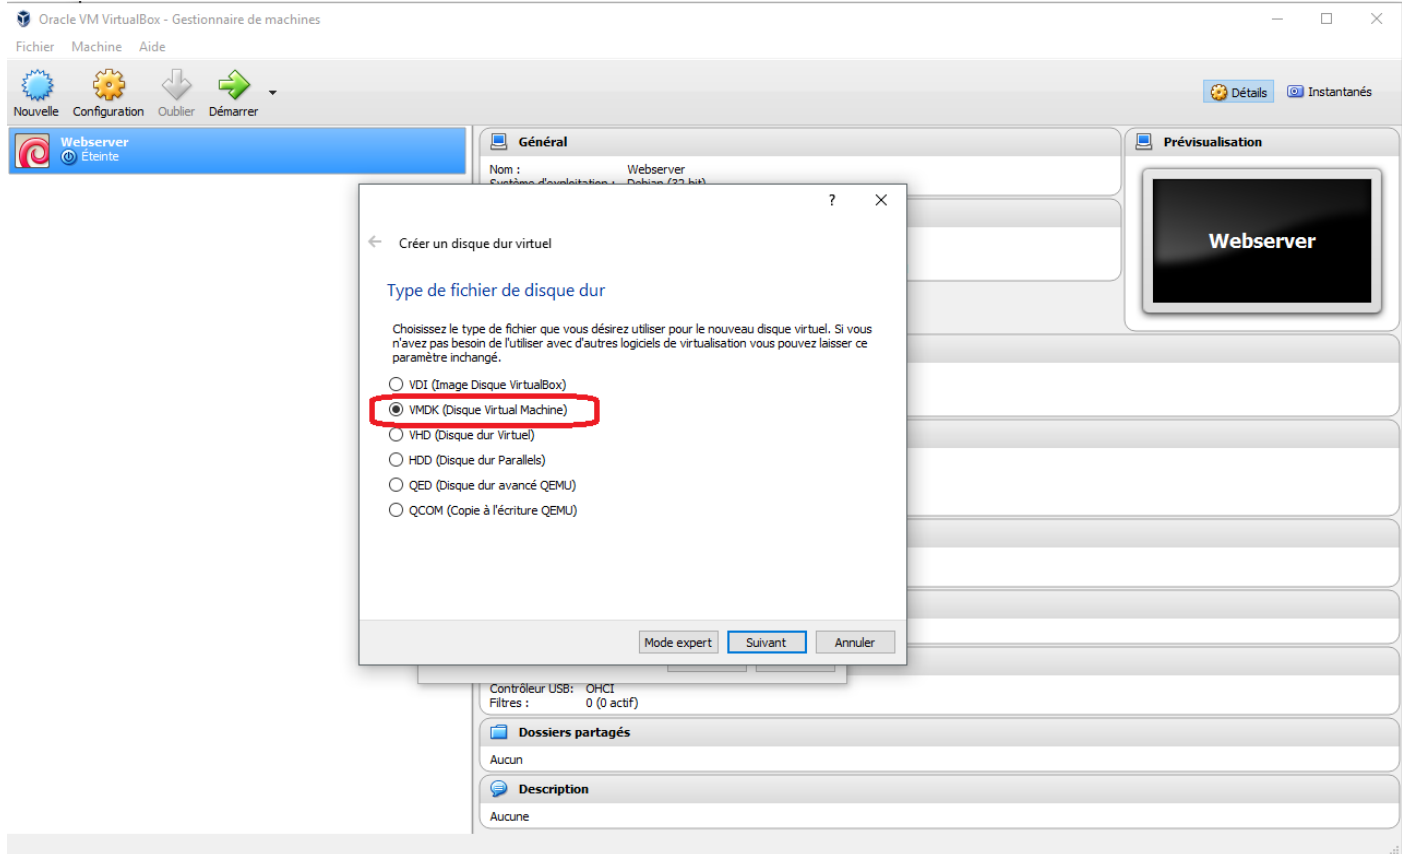 Oracle VM VirtualBox - Gestionnaire de machines
Fichier Machine Aide
Nouvelle Configuration Oublier Démarrer
Détails Instantanés
Webserver
Éteinte
Général
Nom : Webserver
Système d'exploitation : Debian (32 bit)
Prévisualisation
Webserver
? 
Créer un disque dur virtuel
Type de fichier de disque dur
Choisissez le type de fichier que vous désirez utiliser pour le nouveau disque virtuel. Si vous
n'avez pas besoin de l'utiliser avec d'autres logiciels de virtualisation vous pouvez laisser ce
paramètre inchangé.
VDI (Image Disque VirtualBox)
VMDK (Disque Virtual Machine)
VHD (Disque dur Virtuel)
HDD (Disque dur Parallels)
QED (Disque dur avancé QEMU)
QCOM (Copie à l'écriture QEMU)
Mode expert Suivant Annuler
Contrôleur USB: OHCI
Filtres : 0 (0 actif)
Dossiers partagés
Aucun
Description
Aucune